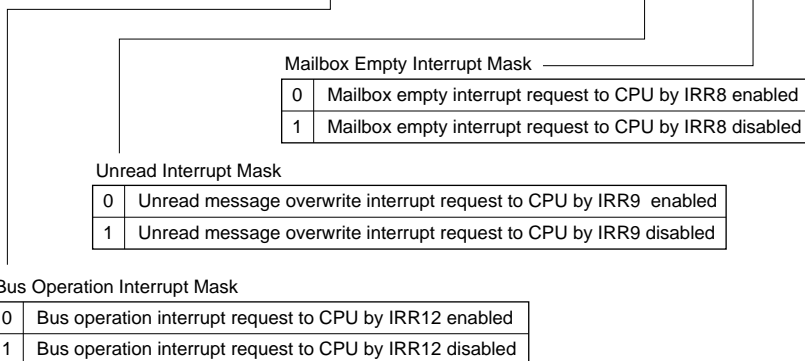 Mailbox Empty Interrupt Mask
0 Mailbox empty interrupt request to CPU by IRR8 enabled
1 Mailbox empty interrupt request to CPU by IRR8 disabled
Unread Interrupt Mask
0 Unread message overwrite interrupt request to CPU by IRR9 enabled
1 Unread message overwrite interrupt request to CPU by IRR9 disabled
Bus Operation Interrupt Mask
0 Bus operation interrupt request to CPU by IRR12 enabled
1 Bus operation interrupt request to CPU by IRR12 disabled